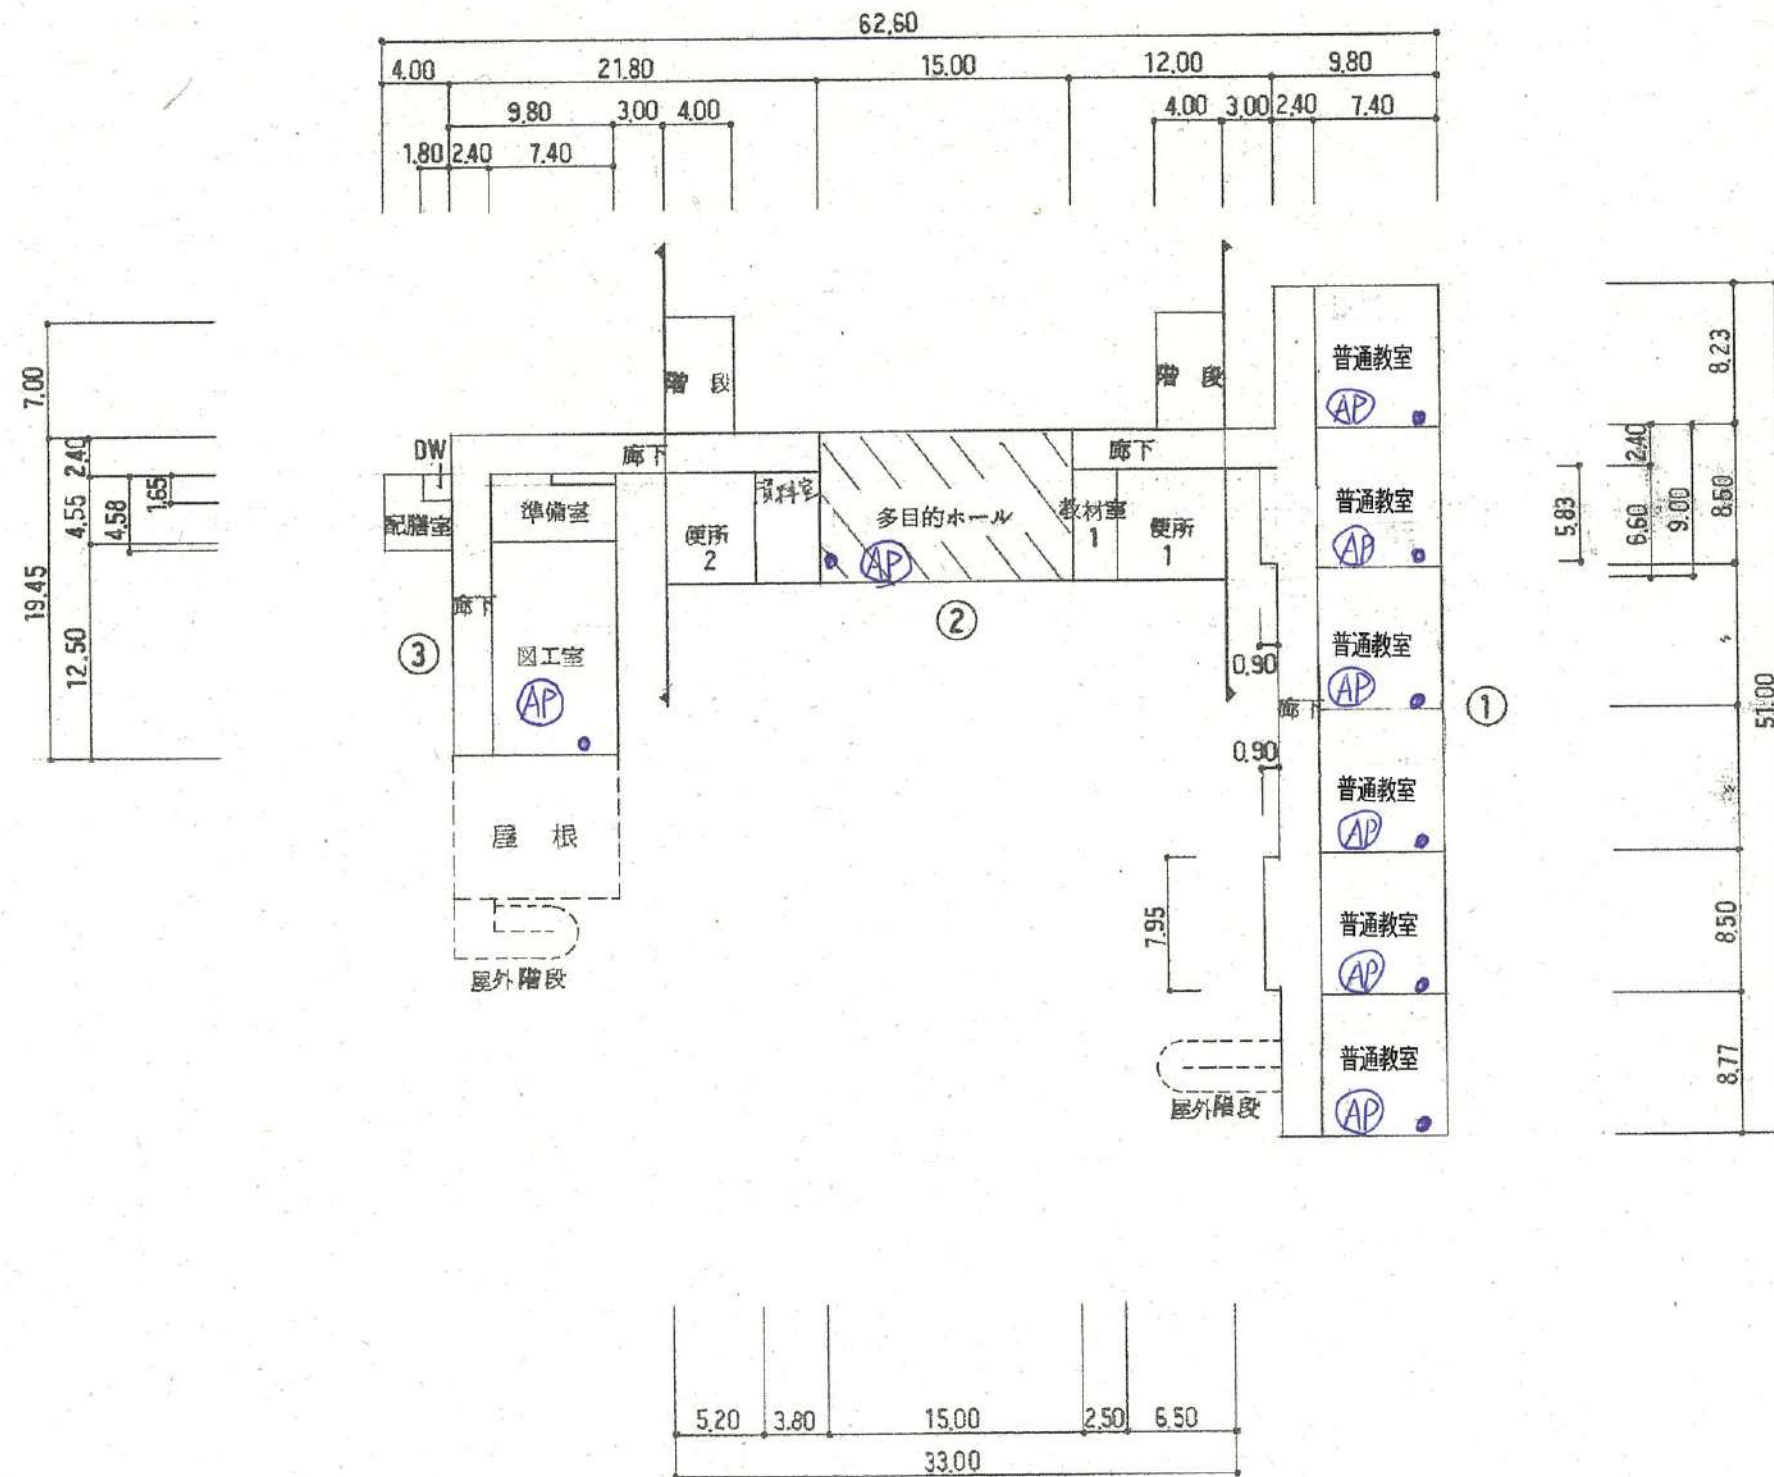 62.60
4.00 21.80 15.00 12.00 9.80
9.80 3.00 4.00 4.00 3.00 2.40 7.40
1.80 2.40 7.40
7.00
2.40
4.55
4.58
1.65
19.45
12.50
階 段
階 段
普通教室
AP
DW
廊下
廊下
配膳室
準備室
便所
2
資料室
多目的ホール
AP
教材室
1
便所
1
普通教室
AP
廊下
③
図工室
AP
②
0.90
普通教室
AP
廊下
①
0.90
普通教室
AP
屋 根
屋外階段
7.95
普通教室
AP
屋外階段
普通教室
AP
8.23
2.40
5.83
6.60
9.00
8.50
51.00
8.50
8.77
5.20 3.80 15.00 2.50 6.50
33.00